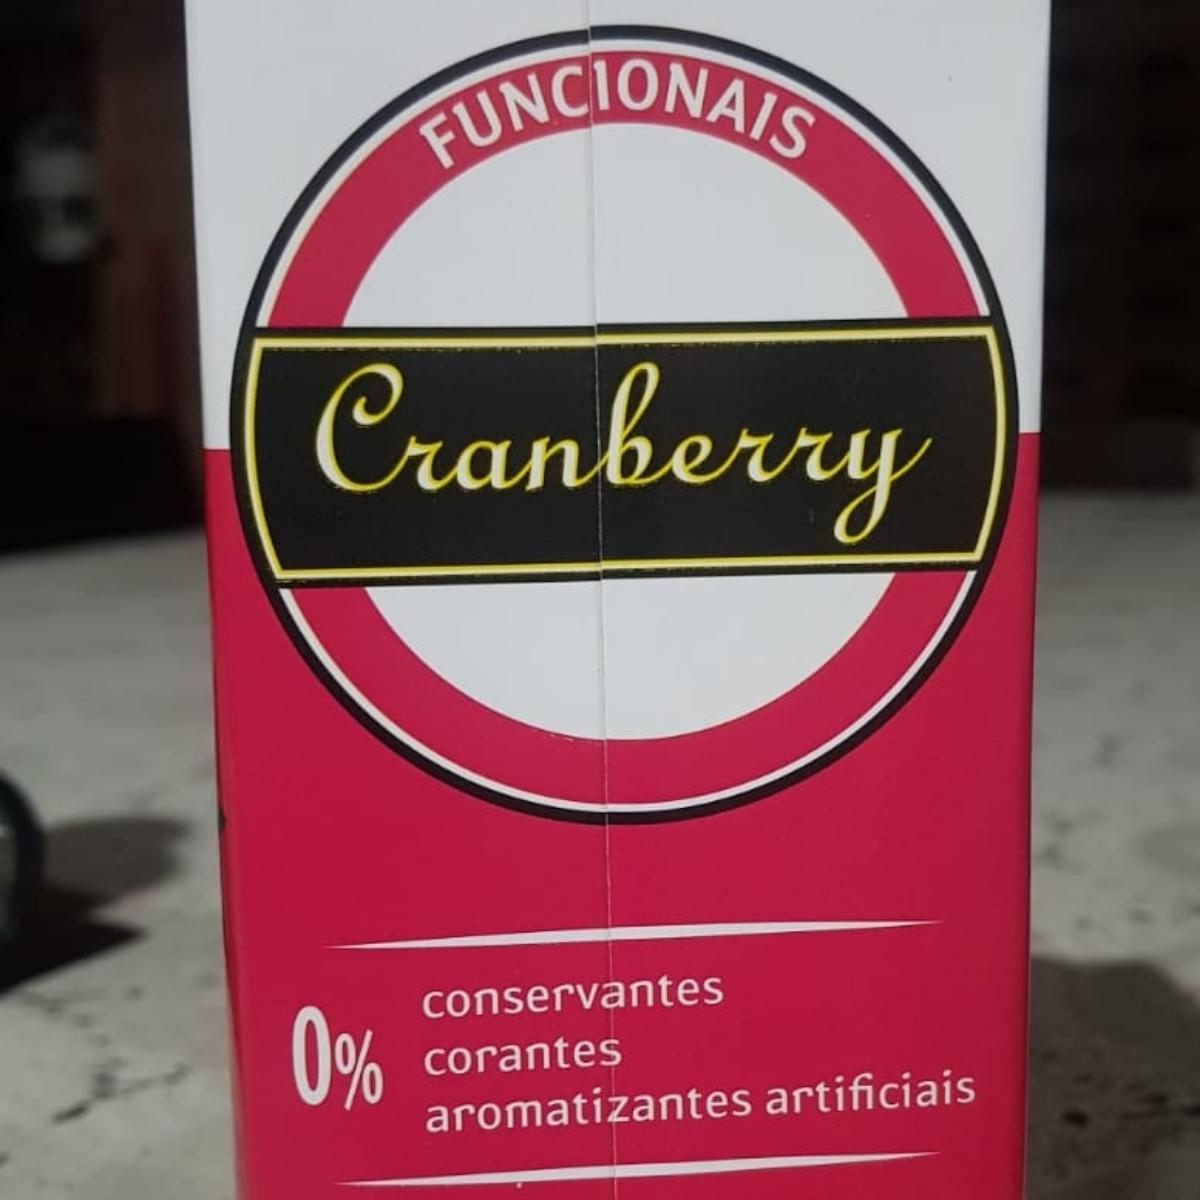 FUNCIONAIS
Cranberry
0%
conservantes
corantes
aromatizantes artificiais